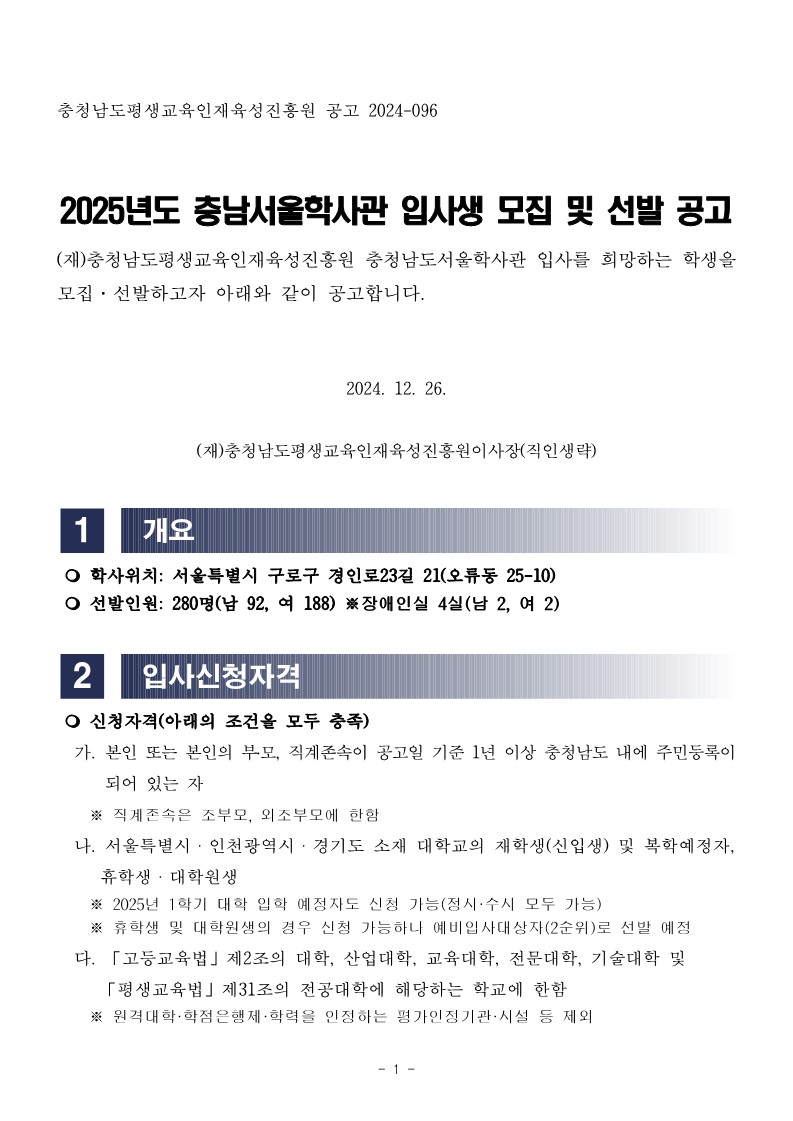 충청남도평생교육인재육성진흥원 공고 2024-096
2025년도 충남서울학사관 입사생 모집 및 선발 공고
(재)충청남도평생교육인재육성진흥원 충청남도서울학사관 입사를 희망하는 학생을
모집·선발하고자 아래와 같이 공고합니다.
2024. 12. 26.
(재)충청남도평생교육인재육성진흥원이사장(직인생략)
1 개요
❍ 학사위치: 서울특별시 구로구 경인로23길 21(오류동 25-10)
❍ 선발인원: 280명(남 92, 여 188) ※장애인실 4실(남 2, 여 2)
2 입사신청자격
❍ 신청자격(아래의 조건을 모두 충족)
가. 본인 또는 본인의 부·모, 직계존속이 공고일 기준 1년 이상 충청남도 내에 주민등록이
되어 있는 자
※ 직계존속은 조부모, 외조부모에 한함
나. 서울특별시·인천광역시·경기도 소재 대학교의 재학생(신입생) 및 복학예정자,
휴학생·대학원생
※ 2025년 1학기 대학 입학 예정자도 신청 가능(정시·수시 모두 가능)
※ 휴학생 및 대학원생의 경우 신청 가능하나 예비입사대상자(2순위)로 선발 예정
다. 「고등교육법」제2조의 대학, 산업대학, 교육대학, 전문대학, 기술대학 및
「평생교육법」제31조의 전공대학에 해당하는 학교에 한함
※ 원격대학·학점은행제·학력을 인정하는 평가인정기관·시설 등 제외
- 1 -